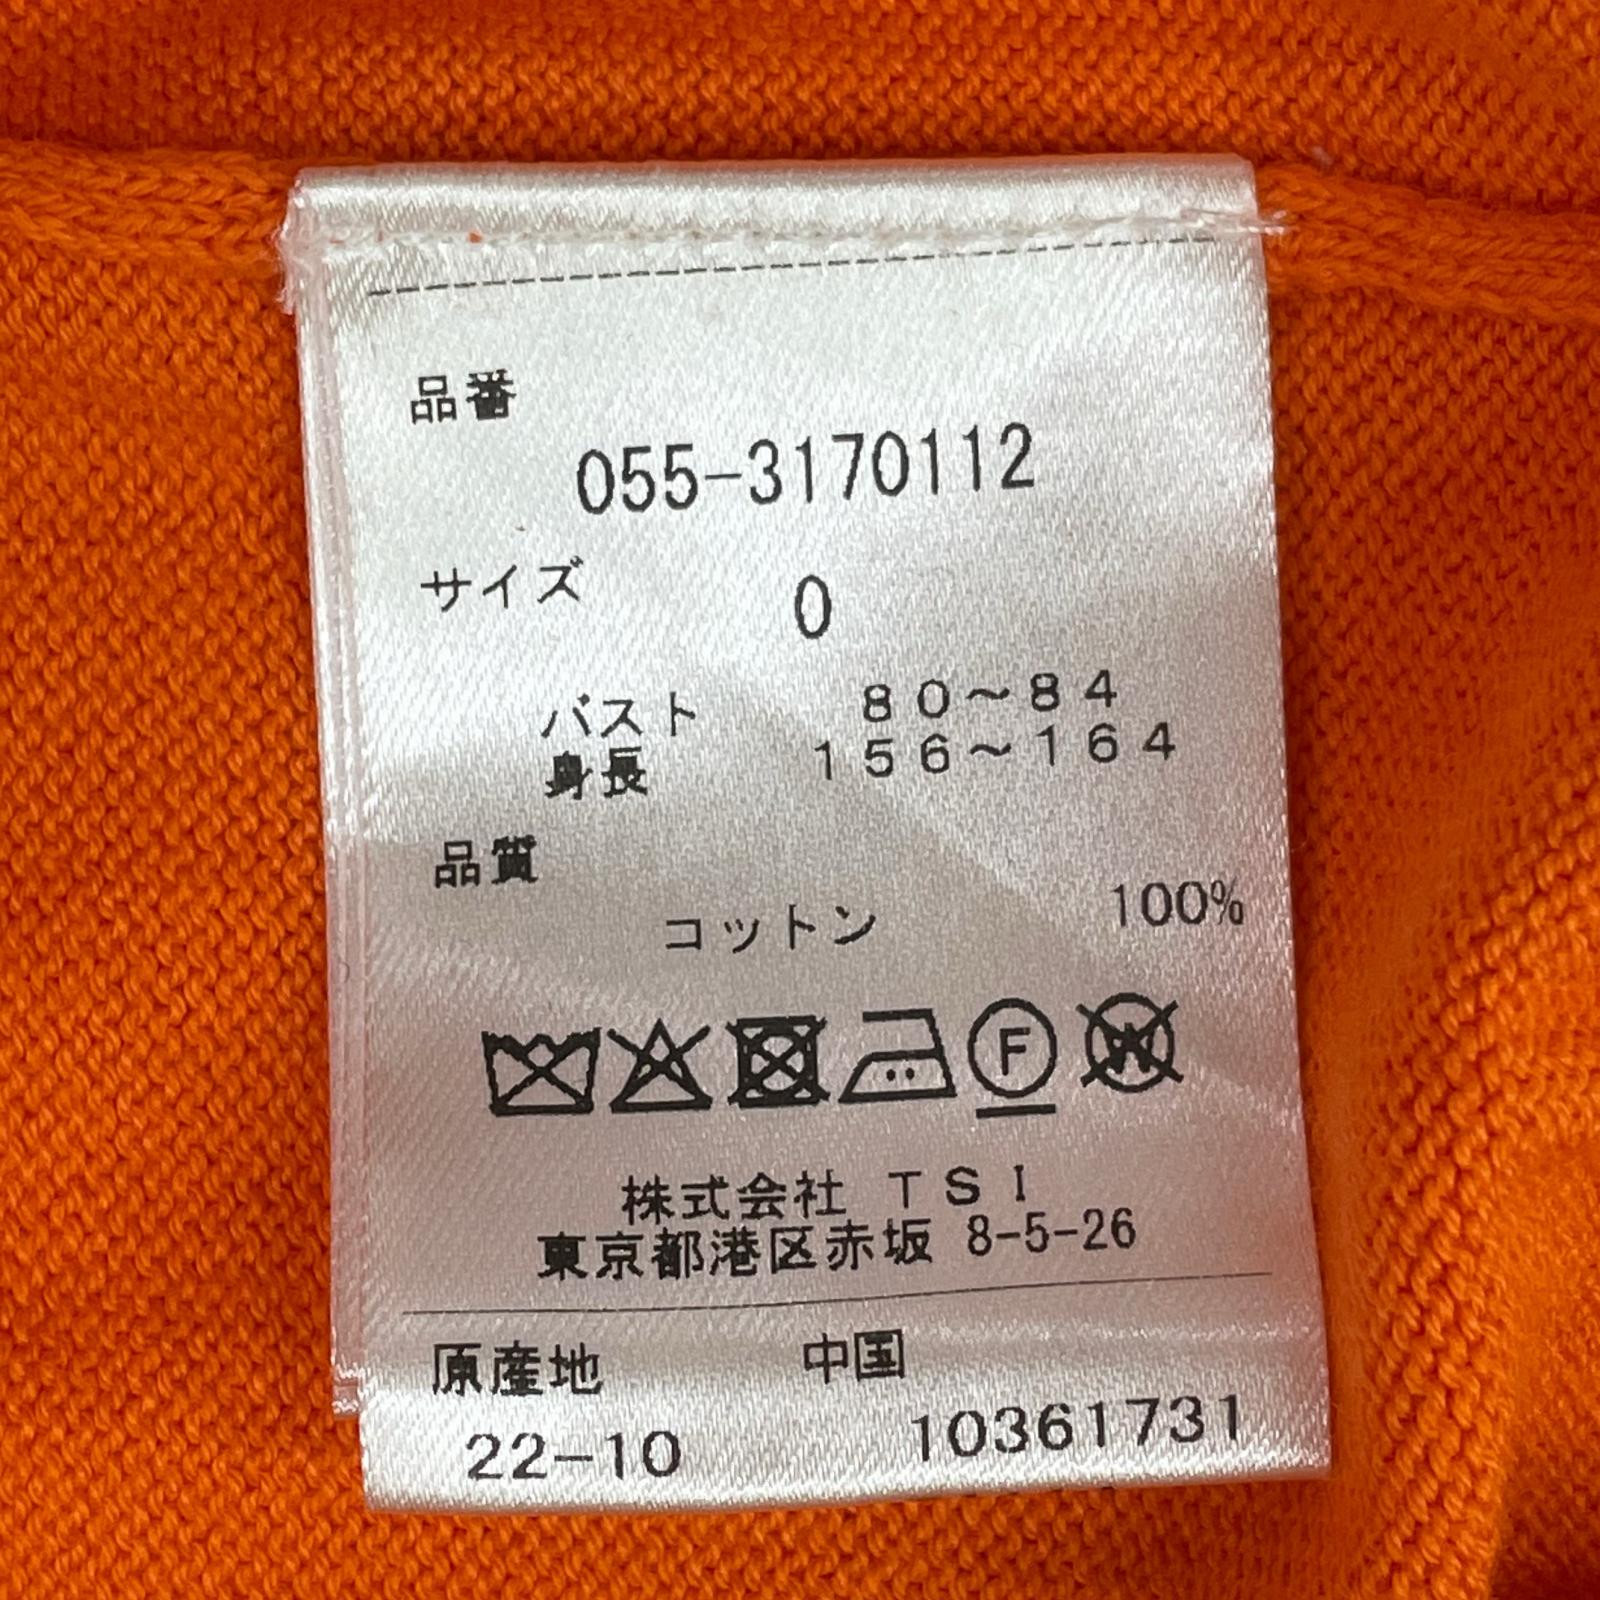 品番
055-3170112
サイズ 0
バスト 80〜84
身長 156〜164
品質
コットン 100%
F W
株式会社 TSI
東京都港区赤坂 8-5-26
原産地 中国
22-10 10361731